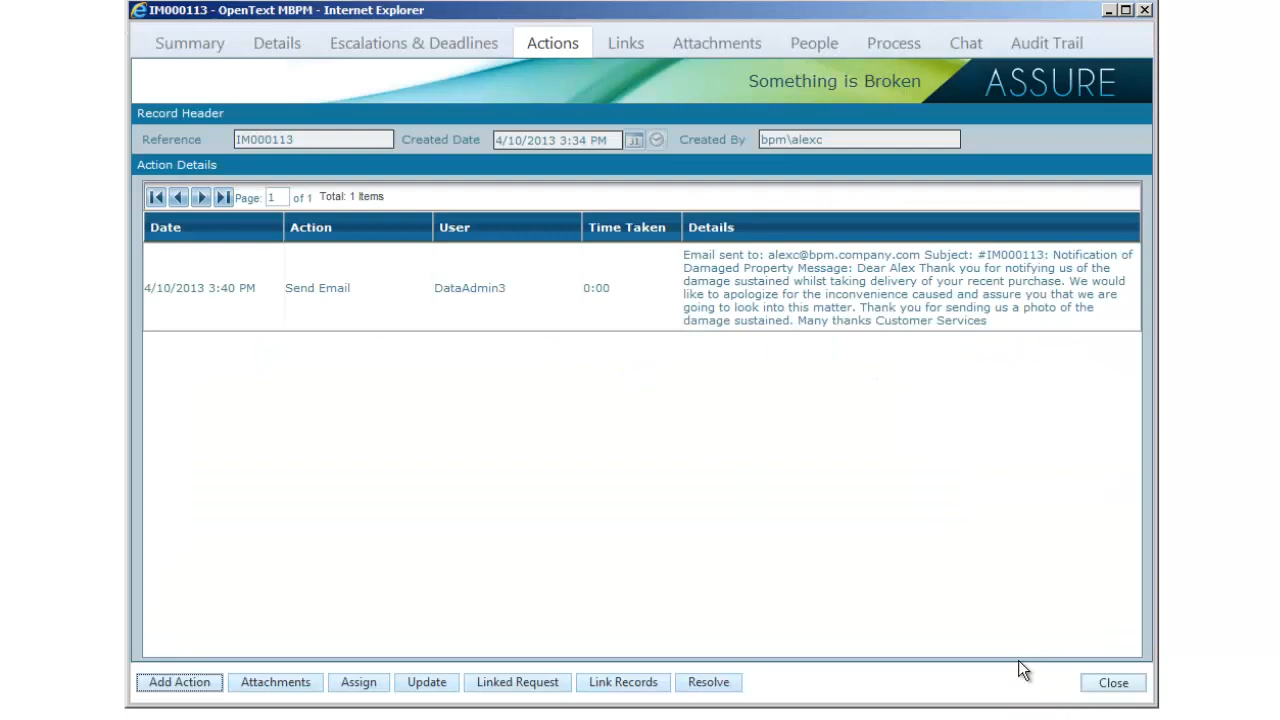 IM000113 - OpenText MBPM - Internet Explorer
Summary Details Escalations & Deadlines Actions Links Attachments People Process Chat Audit Trail
Something is Broken ASSURE
Record Header
Reference IM000113 Created Date 4/10/2013 3:34 PM 31 Created By bpm\alexc
Action Details
Page: 1 of 1 Total: 1 Items
Date Action User Time Taken Details
4/10/2013 3:40 PM Send Email DataAdmin3 0:00
Email sent to: alexc@bpm.company.com Subject: #IM000113: Notification of
Damaged Property Message: Dear Alex Thank you for notifying us of the
damage sustained whilst taking delivery of your recent purchase. We would
like to apologize for the inconvenience caused and assure you that we are
going to look into this matter. Thank you for sending us a photo of the
damage sustained. Many thanks Customer Services
Add Action Attachments Assign Update Linked Request Link Records Resolve Close